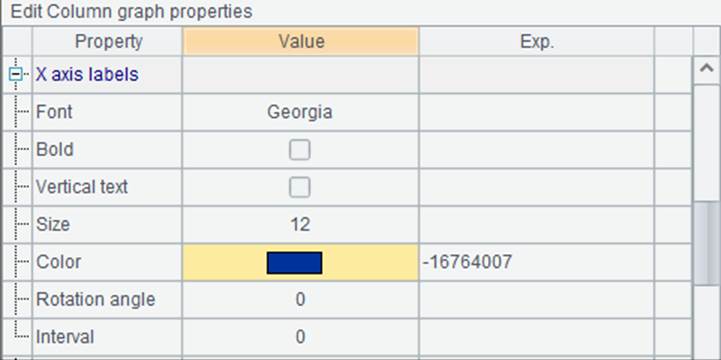 Edit Column graph properties
Property Value Exp.
X axis labels
Font Georgia
Bold
Vertical text
Size 12
Color -16764007
Rotation angle 0
Interval 0